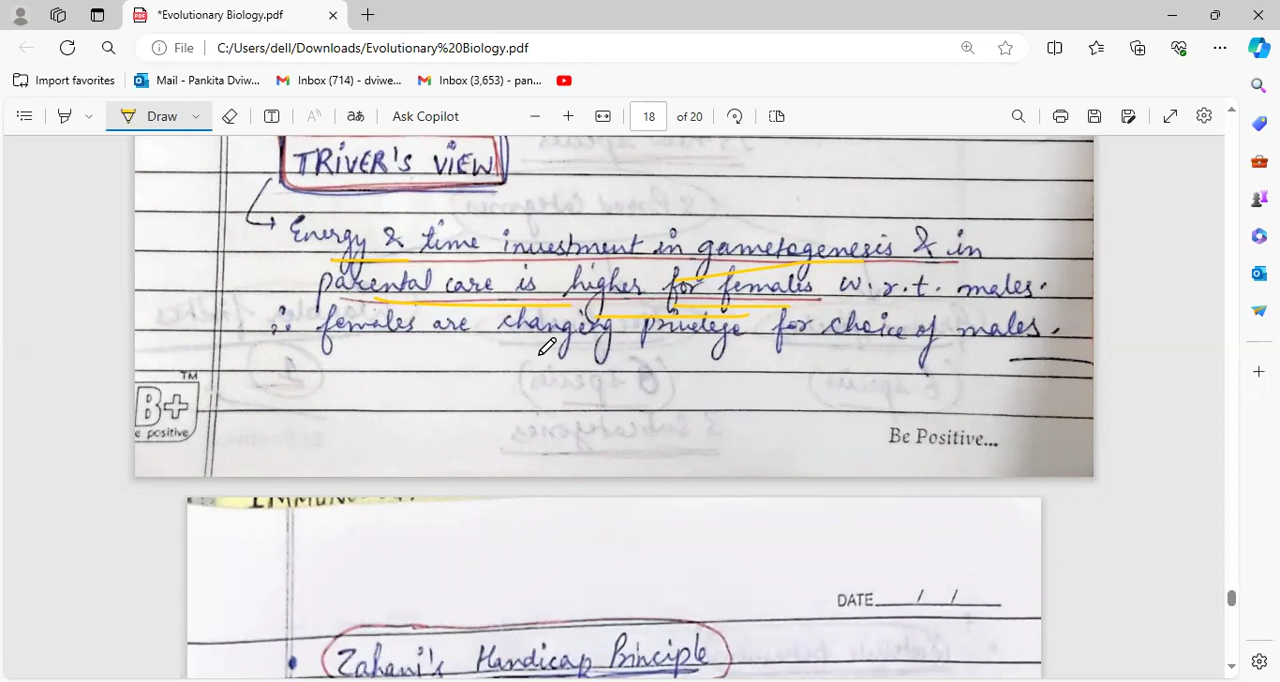 *Evolutionary Biology.pdf
File C:/Users/dell/Downloads/Evolutionary%20Biology.pdf
Import favorites Mail - Pankita Dviw... Inbox (714) - dviwe... Inbox (3,653) - pan...
Draw Ask Copilot 18 of 20
TRIVER'S VIEW
Energy & time investment in gametogenesis & in
parental care is higher for females w.r.t. males.
∴ females are changing privilege for choice of males.
TM
B+
e positive
Be Positive...
DATE / /
• Zahavi's Handicap Principle